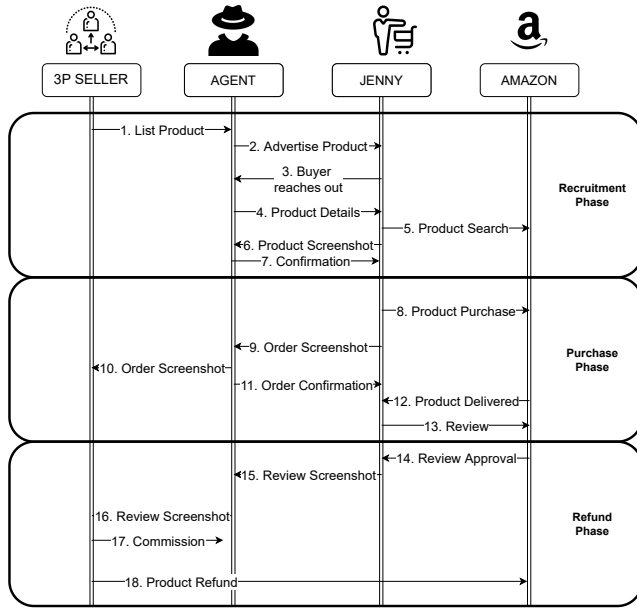 3P SELLER
AGENT
JENNY
AMAZON
1. List Product
2. Advertise Product
3. Buyer
reaches out
4. Product Details
5. Product Search
6. Product Screenshot
7. Confirmation
Recruitment
Phase
8. Product Purchase
9. Order Screenshot
10. Order Screenshot
11. Order Confirmation
12. Product Delivered
13. Review
Purchase
Phase
14. Review Approval
15. Review Screenshot
16. Review Screenshot
17. Commission
18. Product Refund
Refund
Phase